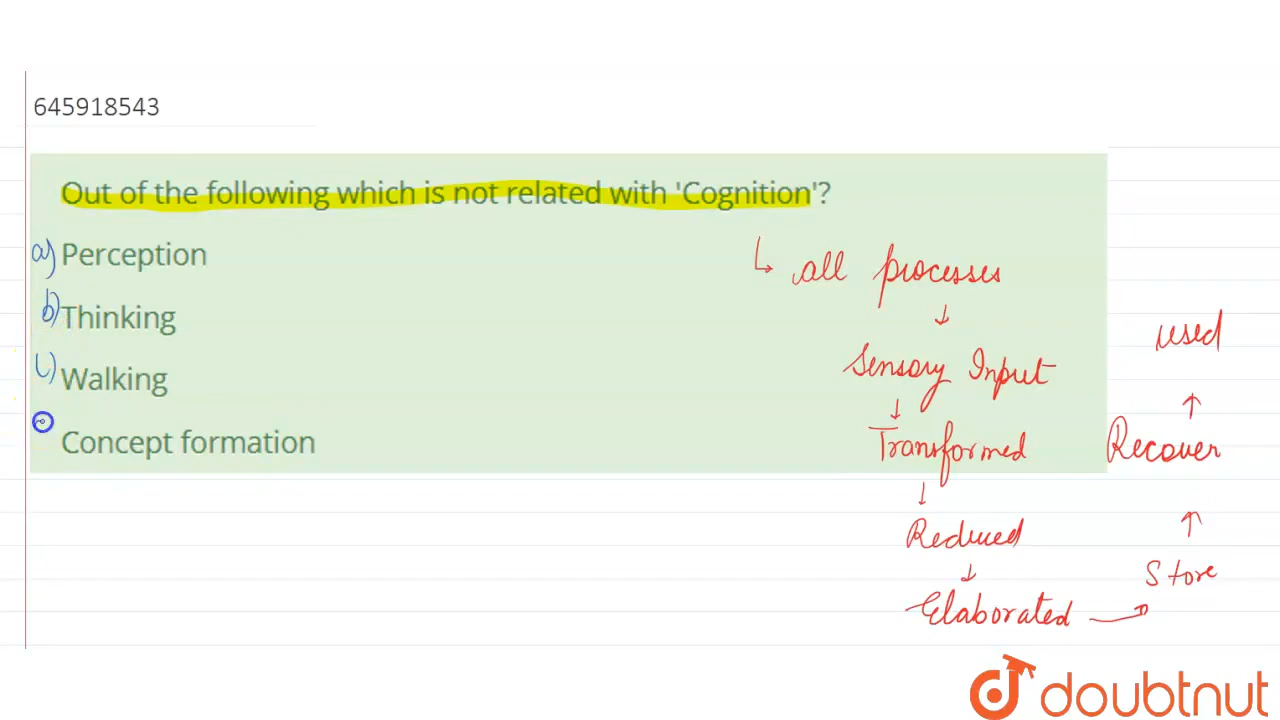 645918543
Out of the following which is not related with 'Cognition'?
a) Perception
b) Thinking
c) Walking
Concept formation
all processes
Sensory Input
Transformed
Reduced
Elaborated
Store
Recover
used
doubtnut